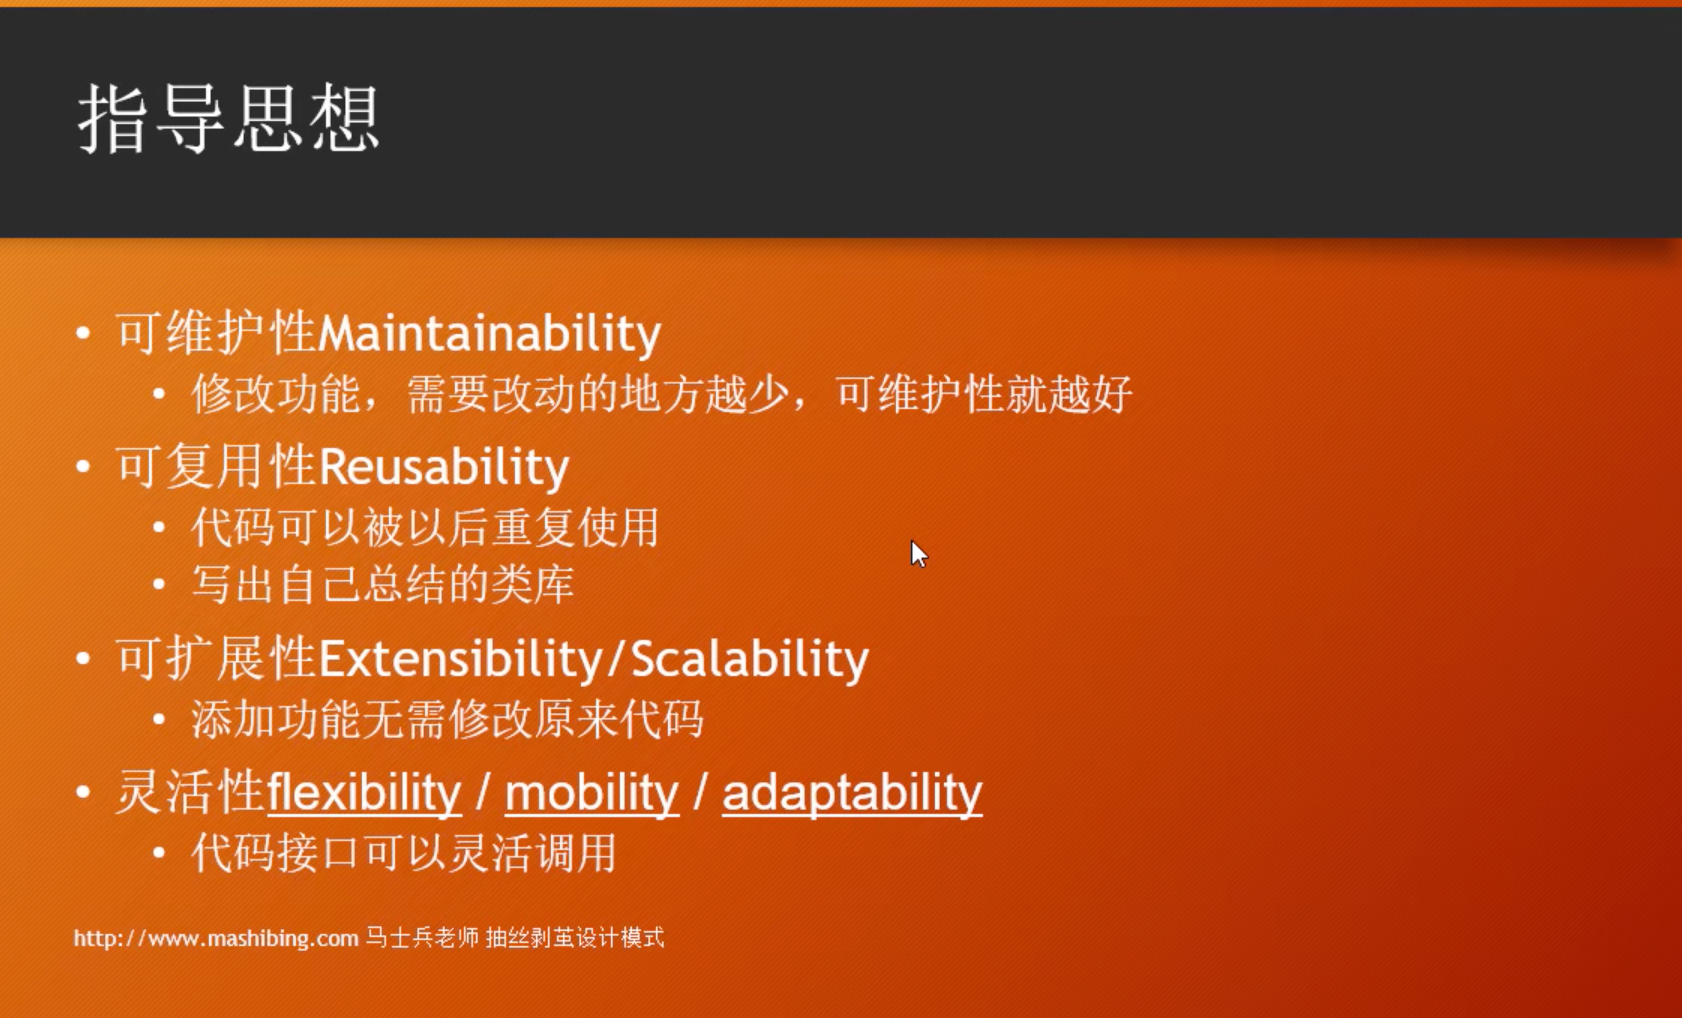 指导思想
• 可维护性Maintainability
• 修改功能，需要改动的地方越少，可维护性就越好
• 可复用性Reusability
• 代码可以被以后重复使用
• 写出自己总结的类库
• 可扩展性Extensibility/Scalability
• 添加功能无需修改原来代码
• 灵活性flexibility / mobility / adaptability
• 代码接口可以灵活调用
http://www.mashibing.com 马士兵老师 抽丝剥茧设计模式